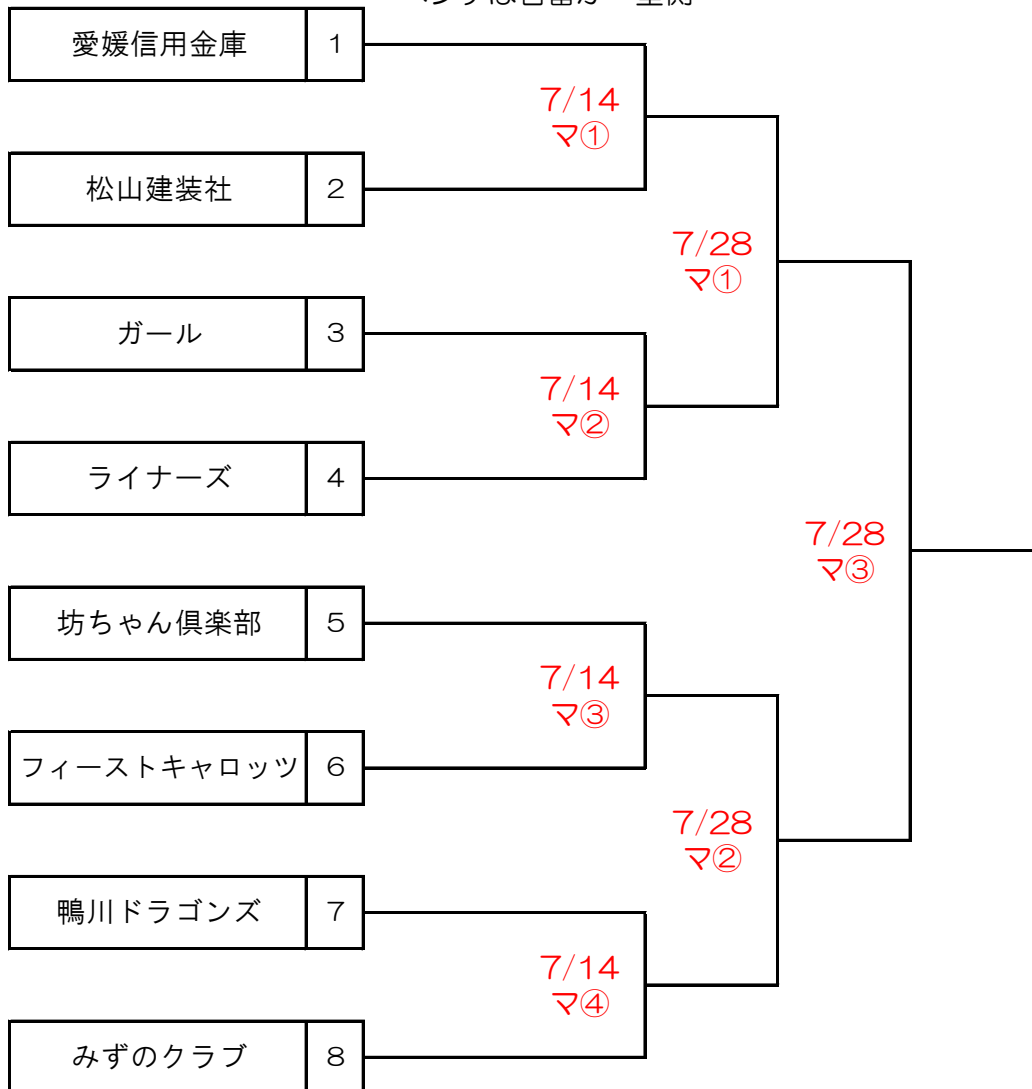 愛媛信用金庫 1
7/14
マ①
松山建装社 2
7/28
マ①
ガール 3
7/14
マ②
ライナーズ 4
7/28
マ③
坊ちゃん倶楽部 5
7/14
マ③
フィーストキャロッツ 6
7/28
マ②
鴨川ドラゴンズ 7
7/14
マ④
みずのクラブ 8